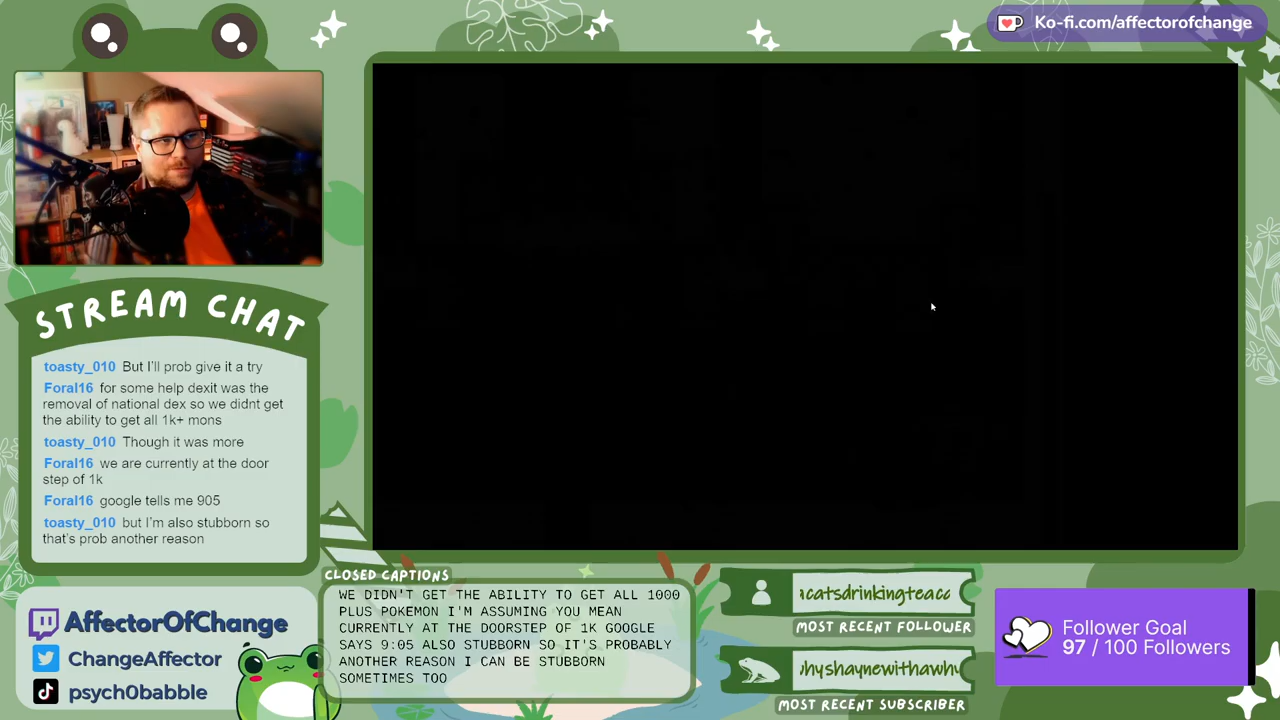 Ko-fi.com/affectorofchange
STREAM CHAT
toasty_010 But I'll prob give it a try
Foral16 for some help dexit was the
removal of national dex so we didnt get
the ability to get all 1k+ mons
toasty_010 Though it was more
Foral16 we are currently at the door
step of 1k
Foral16 google tells me 905
toasty_010 but I'm also stubborn so
that's prob another reason
AffectorOfChange
ChangeAffector
psych0babble
CLOSED CAPTIONS
WE DIDN'T GET THE ABILITY TO GET ALL 1000
PLUS POKEMON I'M ASSUMING YOU MEAN
CURRENTLY AT THE DOORSTEP OF 1K GOOGLE
SAYS 9:05 ALSO STUBBORN SO IT'S PROBABLY
ANOTHER REASON I CAN BE STUBBORN
SOMETIMES TOO
MOST RECENT FOLLOWER
MOST RECENT SUBSCRIBER
Follower Goal
97 / 100 Followers